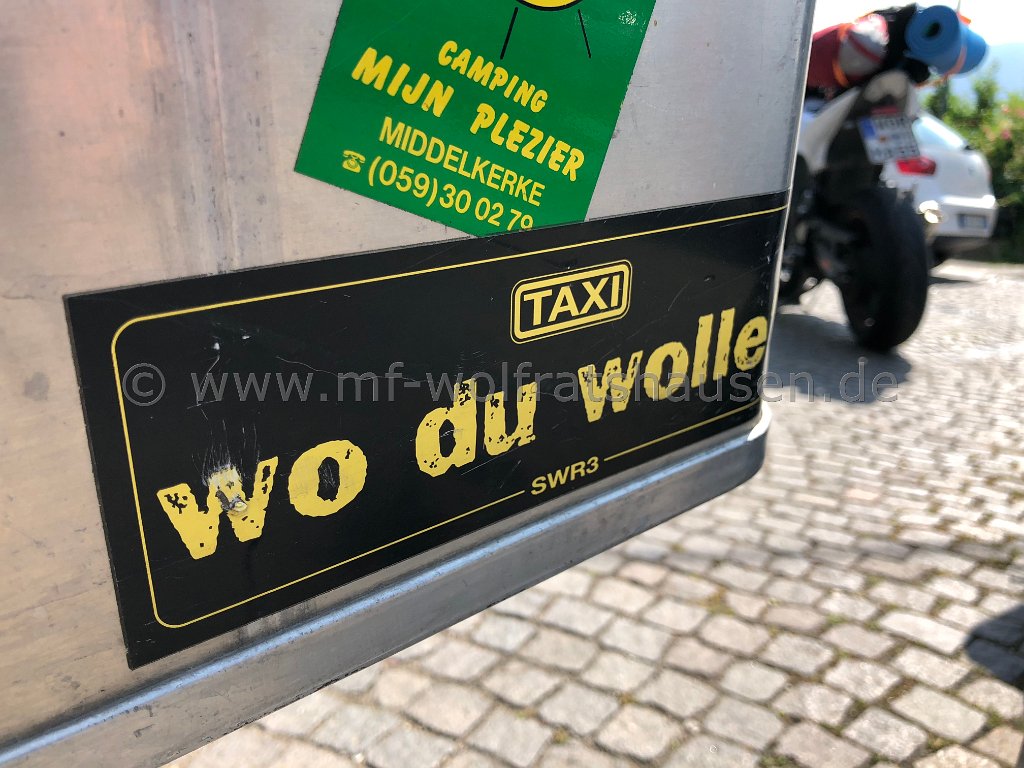 CAMPING
MIJN PLEZIER
MIDDELKERKE
☎ (059) 30 02 79
TAXI
wo du wolle
SWR3
© www.mf-wolfratshausen.de